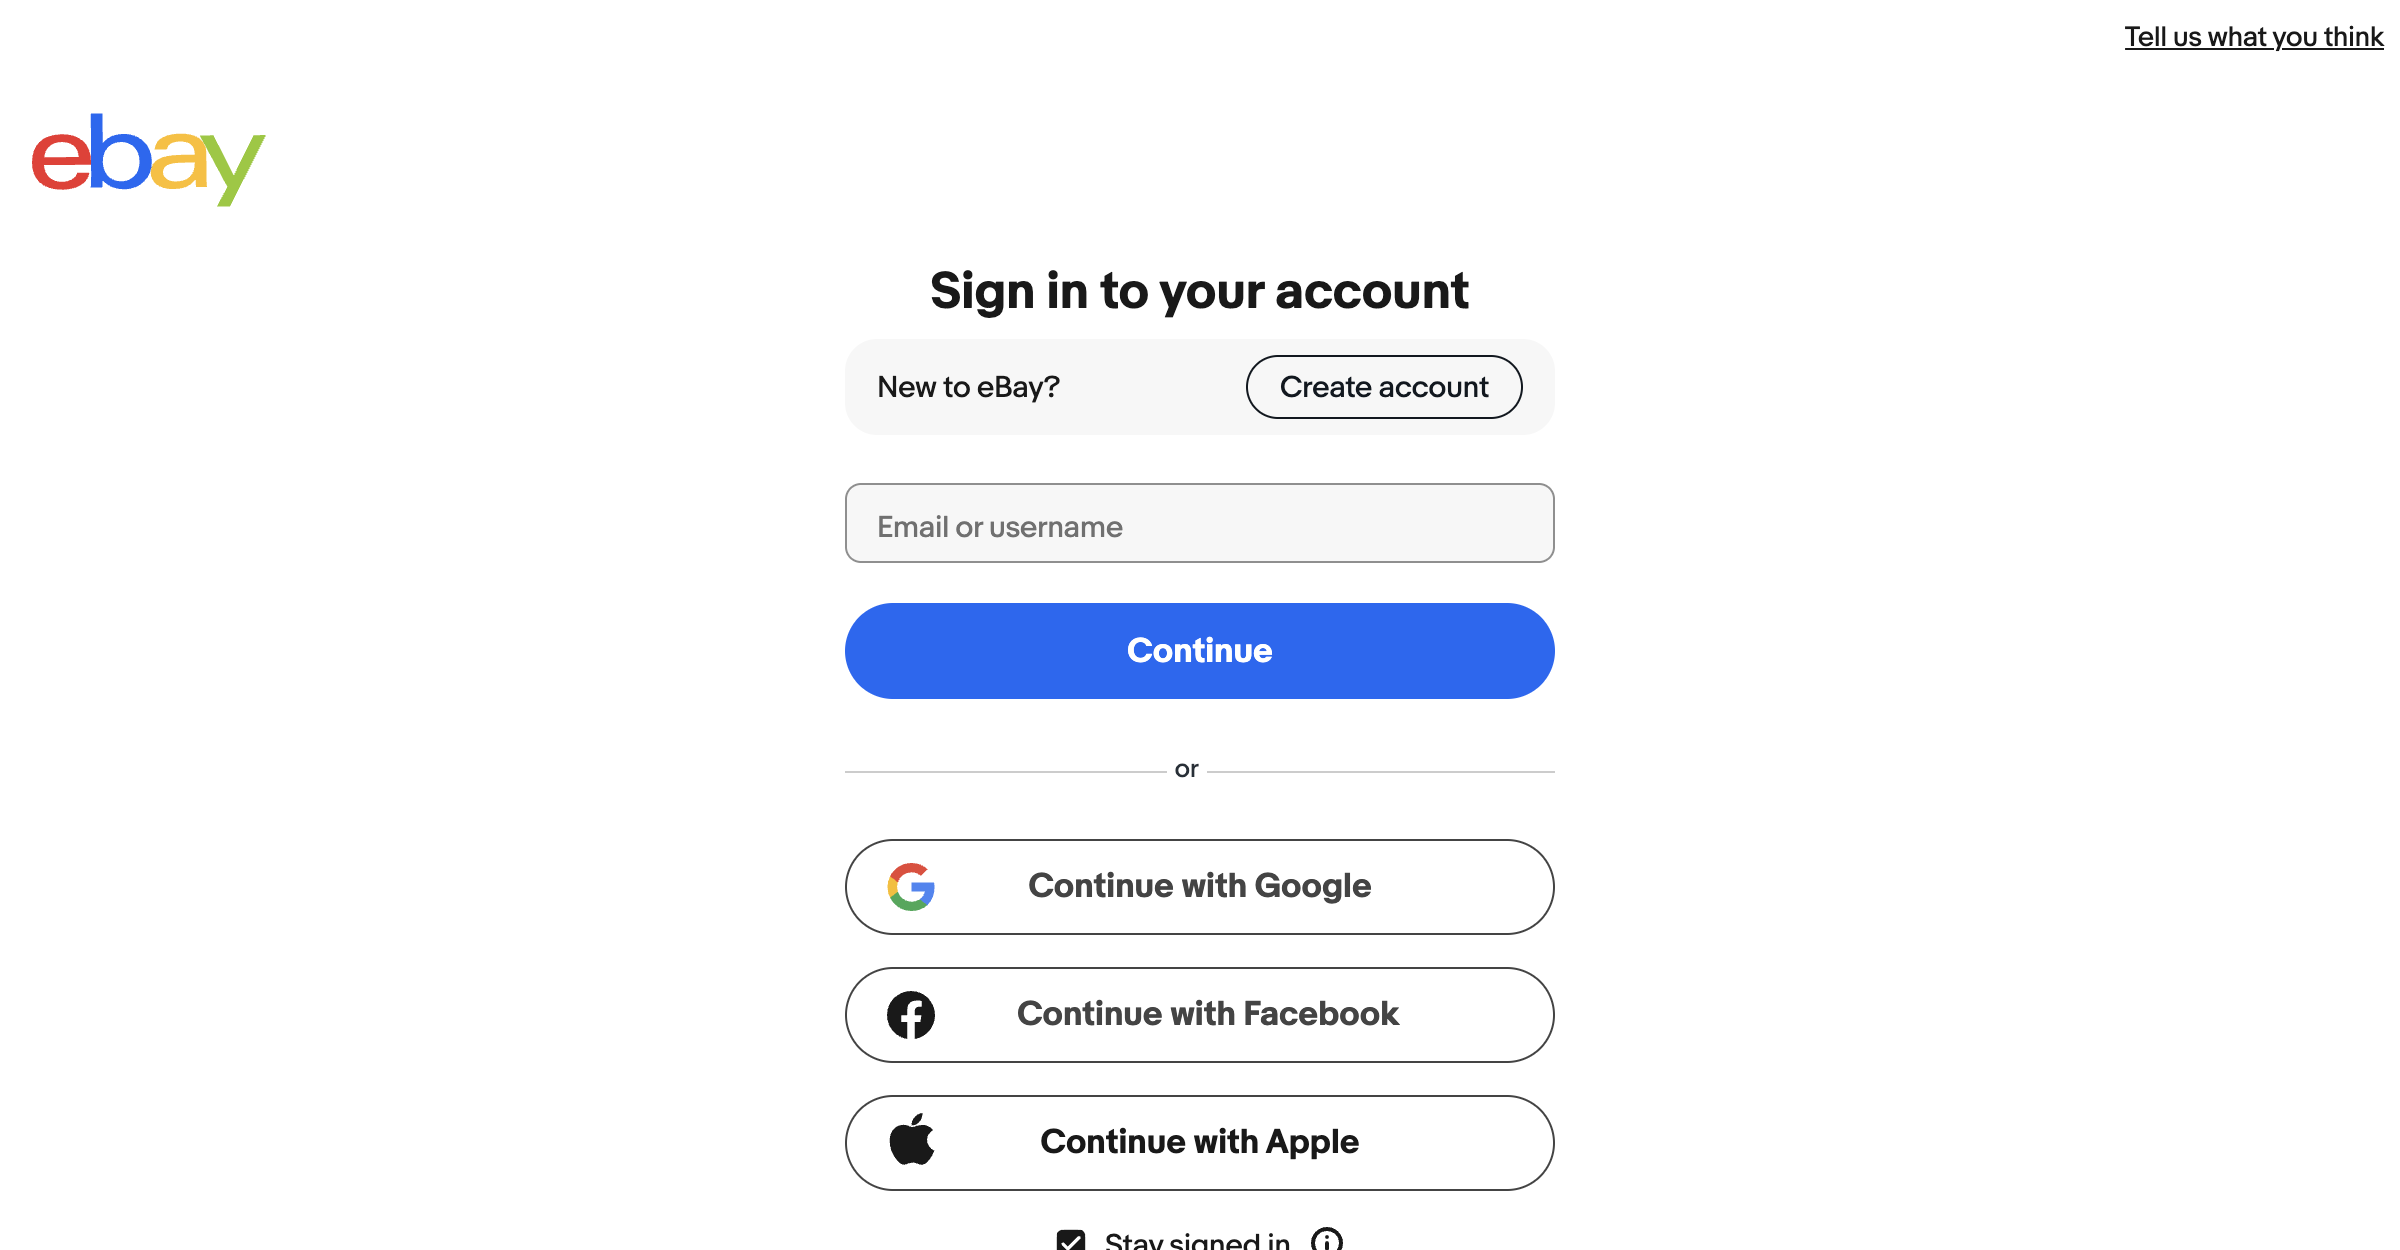 Tell us what you think
ebay
Sign in to your account
New to eBay?
Create account
Email or username
Continue
or
Continue with Google
Continue with Facebook
Continue with Apple
Stay signed in